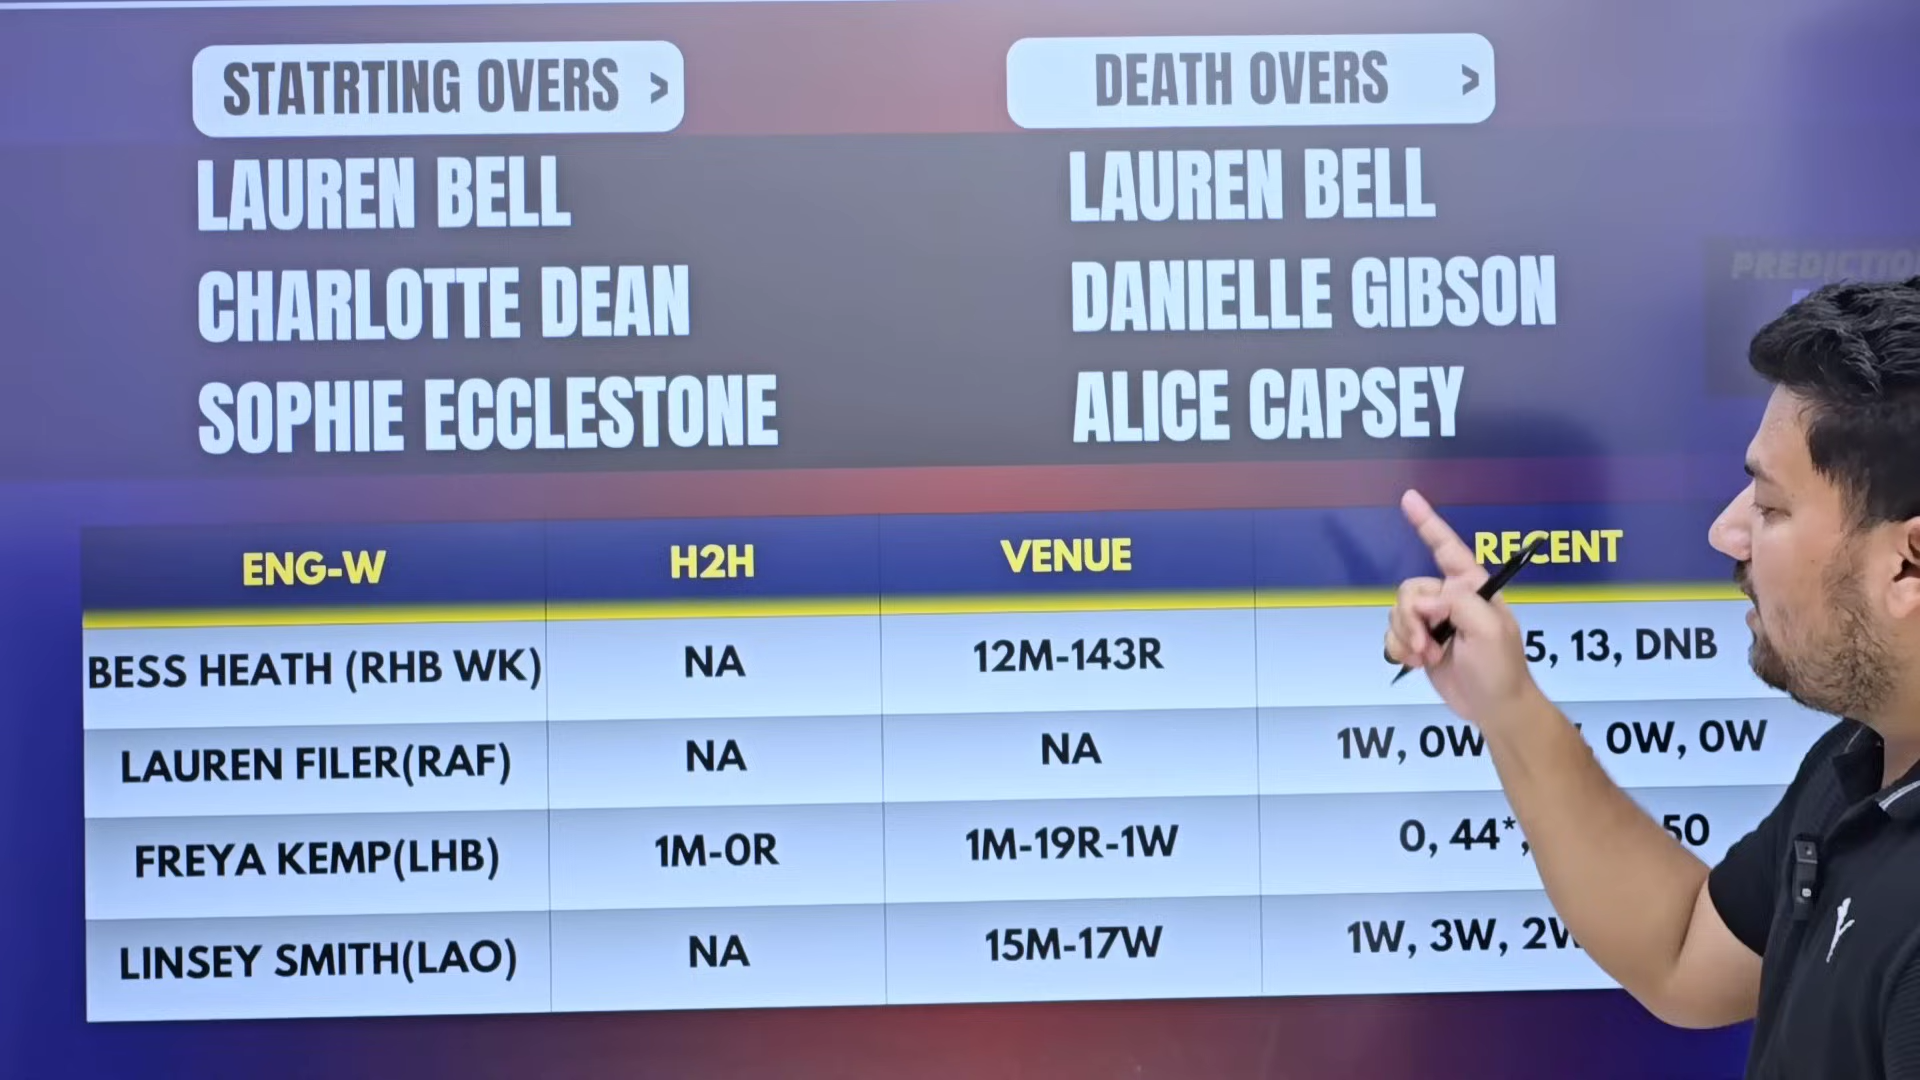 STATRTING OVERS >
DEATH OVERS >
LAUREN BELL
LAUREN BELL
CHARLOTTE DEAN
DANIELLE GIBSON
SOPHIE ECCLESTONE
ALICE CAPSEY
ENG-W H2H VENUE RECENT
BESS HEATH (RHB WK) NA 12M-143R 5, 13, DNB
LAUREN FILER(RAF) NA NA 1W, 0W, 0W, 0W
FREYA KEMP(LHB) 1M-0R 1M-19R-1W 0, 44*, 50
LINSEY SMITH(LAO) NA 15M-17W 1W, 3W, 2W